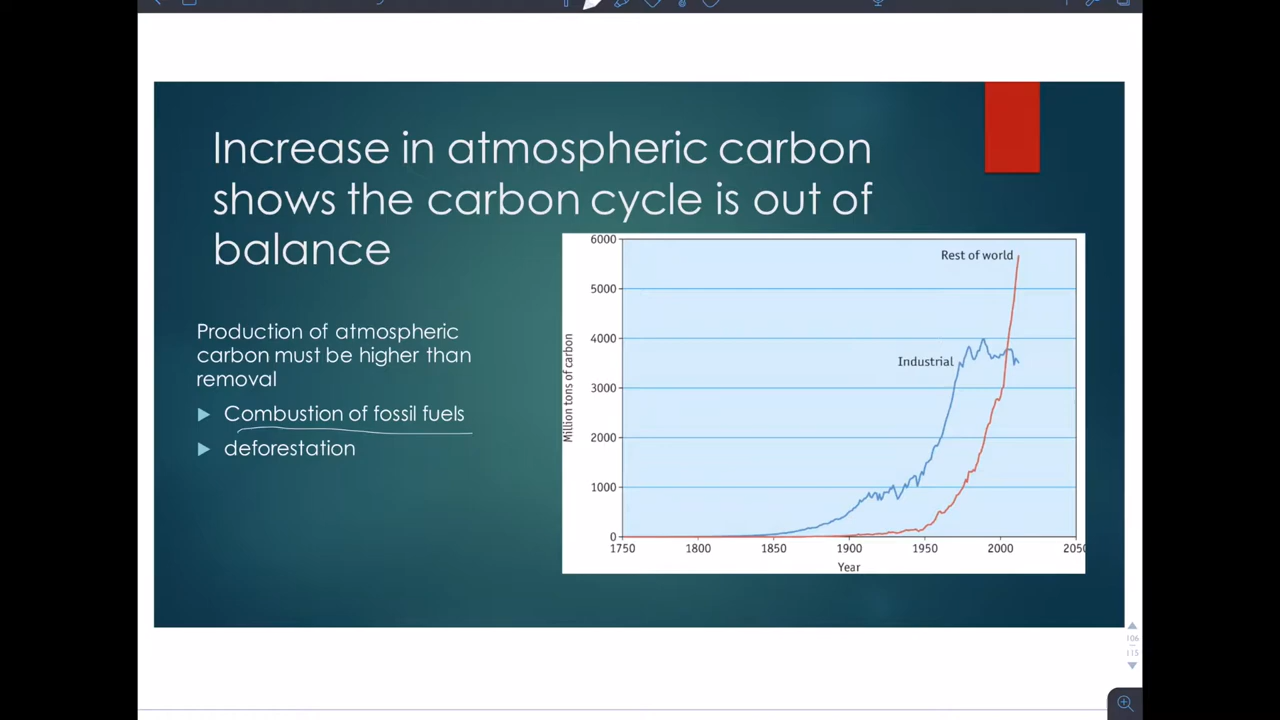 Increase in atmospheric carbon
shows the carbon cycle is out of
balance
Production of atmospheric
carbon must be higher than
removal
Combustion of fossil fuels
deforestation
6000
5000
4000
3000
2000
1000
0
Million tons of carbon
Rest of world
Industrial
1750 1800 1850 1900 1950 2000 2050
Year
106
115